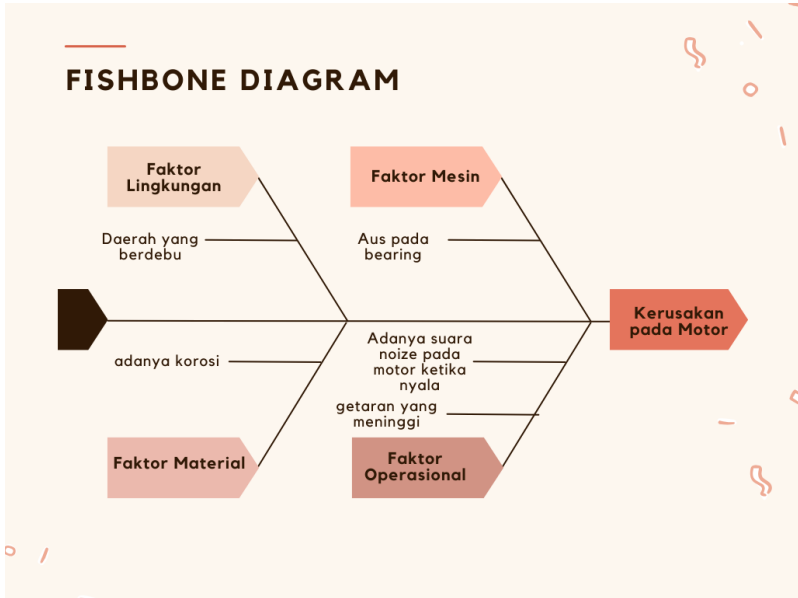 FISHBONE DIAGRAM
Faktor
Lingkungan
Faktor Mesin
Daerah yang
berdebu
Aus pada
bearing
Kerusakan
pada Motor
adanya korosi
Adanya suara
noize pada
motor ketika
nyala
getaran yang
meninggi
Faktor Material
Faktor
Operasional